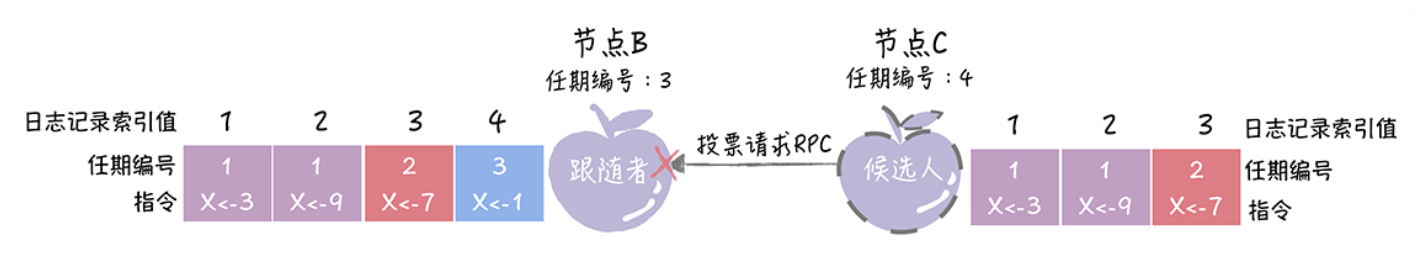 节点B
任期编号：3
节点C
任期编号：4
日志记录索引值 1 2 3 4
任期编号 1 1 2 3
指令 X<-3 X<-9 X<-7 X<-1
跟随者
投票请求RPC
候选人
1 2 3 日志记录索引值
1 1 2 任期编号
X<-3 X<-9 X<-7 指令